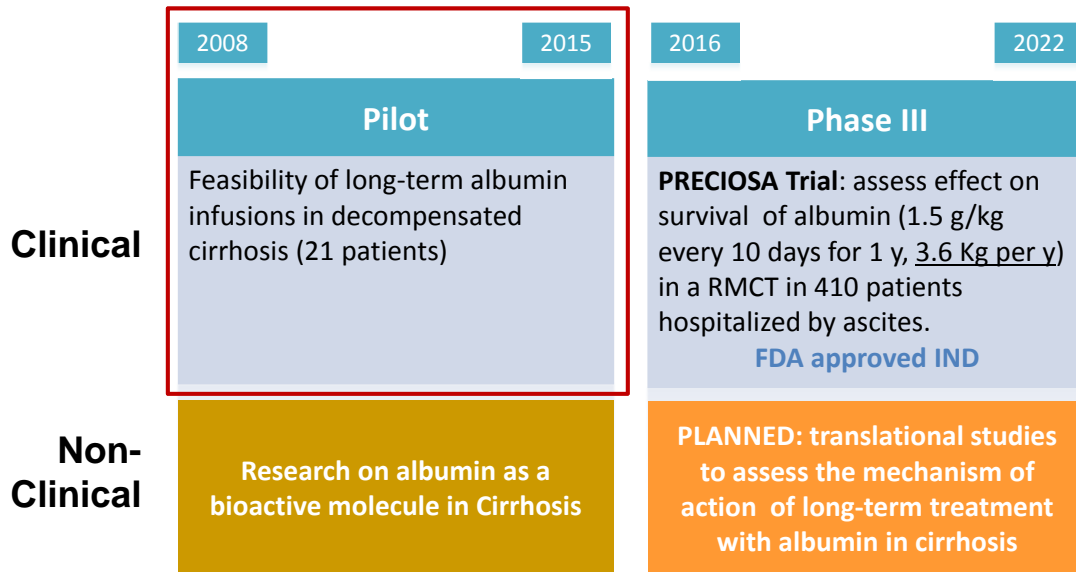 2008
2015
2016
2022
Pilot
Phase III
Clinical
Feasibility of long-term albumin
infusions in decompensated
cirrhosis (21 patients)
PRECIOSA Trial: assess effect on
survival of albumin (1.5 g/kg
every 10 days for 1 y, 3.6 Kg per y)
in a RMCT in 410 patients
hospitalized by ascites.
FDA approved IND
Non-
Clinical
Research on albumin as a
bioactive molecule in Cirrhosis
PLANNED: translational studies
to assess the mechanism of
action of long-term treatment
with albumin in cirrhosis